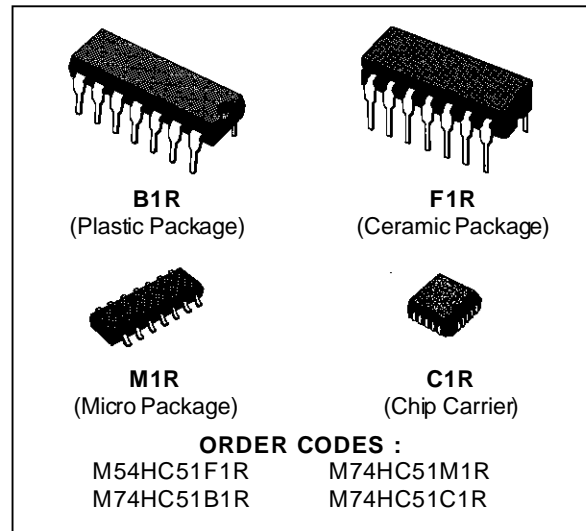 B1R
(Plastic Package)
F1R
(Ceramic Package)
M1R
(Micro Package)
C1R
(Chip Carrier)
ORDER CODES :
M54HC51F1R M74HC51M1R
M74HC51B1R M74HC51C1R